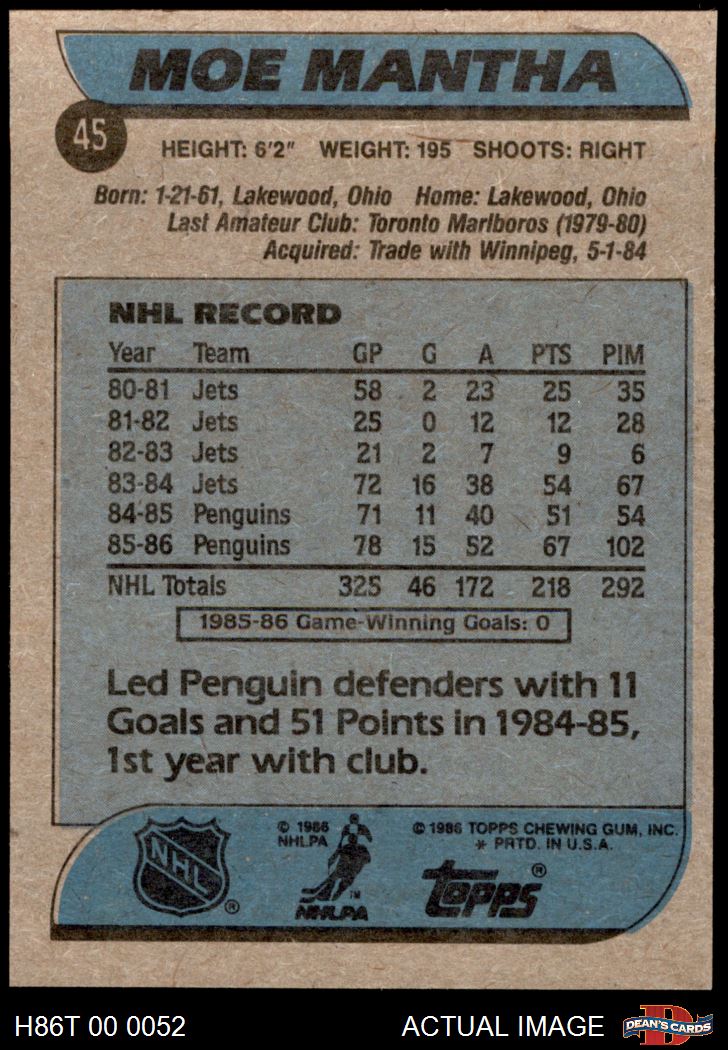 MOE MANTHA
45
HEIGHT: 6'2" WEIGHT: 195 SHOOTS: RIGHT
Born: 1-21-61, Lakewood, Ohio Home: Lakewood, Ohio
Last Amateur Club: Toronto Marlboros (1979-80)
Acquired: Trade with Winnipeg, 5-1-84
NHL RECORD
Year Team GP G A PTS PIM
80-81 Jets 58 2 23 25 35
81-82 Jets 25 0 12 12 28
82-83 Jets 21 2 7 9 6
83-84 Jets 72 16 38 54 67
84-85 Penguins 71 11 40 51 54
85-86 Penguins 78 15 52 67 102
NHL Totals 325 46 172 218 292
1985-86 Game-Winning Goals: 0
Led Penguin defenders with 11
Goals and 51 Points in 1984-85,
1st year with club.
NHL ®
© 1986
NHLPA
TM
NHLPA
© 1986 TOPPS CHEWING GUM, INC.
* PRTD. IN U.S.A.
Topps ®
H86T 00 0052 ACTUAL IMAGE
D
DEAN'S CARDS